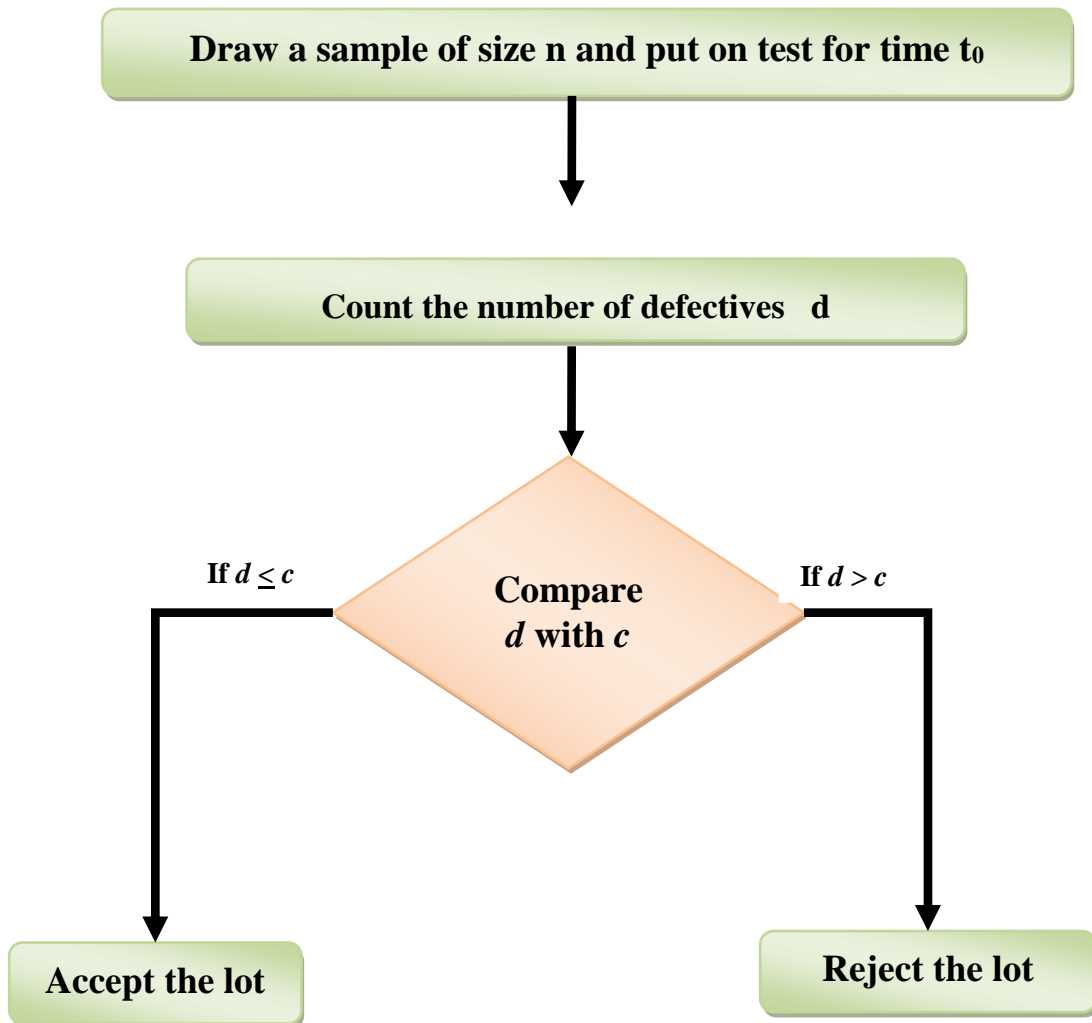 Draw a sample of size n and put on test for time t₀
Count the number of defectives d
If d ≤ c
If d > c
Compare
d with c
Accept the lot
Reject the lot